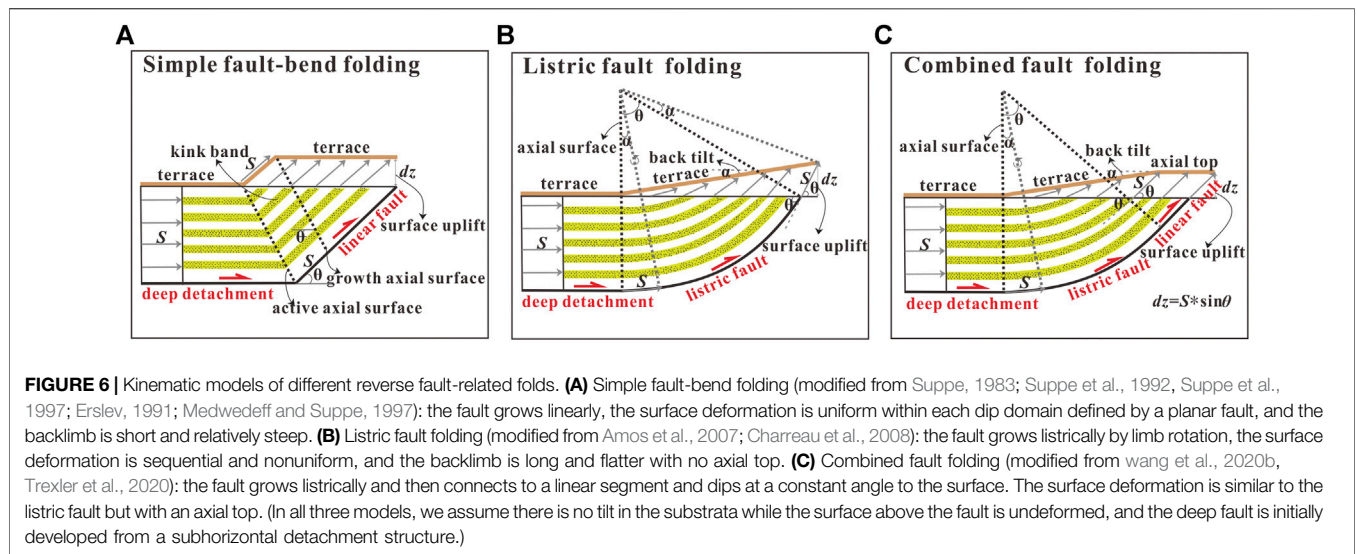 A
Simple fault-bend folding
kink band
terrace
terrace
S
dz
S
θ
θ
S
linear fault
surface uplift
growth axial surface
active axial surface
deep detachment
B
Listric fault folding
θ
α
axial surface
α
back tilt
terrace
terrace
α
S
θ
dz
θ
S
S
surface uplift
listric fault
deep detachment
C
Combined fault folding
θ
axial surface
α
back tilt
axial top
terrace
terrace
α
S
θ
θ
dz
S
S
linear fault
surface uplift
listric fault
deep detachment
dz=S*sinθ
FIGURE 6 | Kinematic models of different reverse fault-related folds. (A) Simple fault-bend folding (modified from Suppe, 1983; Suppe et al., 1992, Suppe et al.,
1997; Erslev, 1991; Medwedeff and Suppe, 1997): the fault grows linearly, the surface deformation is uniform within each dip domain defined by a planar fault, and the
backlimb is short and relatively steep. (B) Listric fault folding (modified from Amos et al., 2007; Charreau et al., 2008): the fault grows listrically by limb rotation, the surface
deformation is sequential and nonuniform, and the backlimb is long and flatter with no axial top. (C) Combined fault folding (modified from wang et al., 2020b,
Trexler et al., 2020): the fault grows listrically and then connects to a linear segment and dips at a constant angle to the surface. The surface deformation is similar to the
listric fault but with an axial top. (In all three models, we assume there is no tilt in the substrata while the surface above the fault is undeformed, and the deep fault is initially
developed from a subhorizontal detachment structure.)